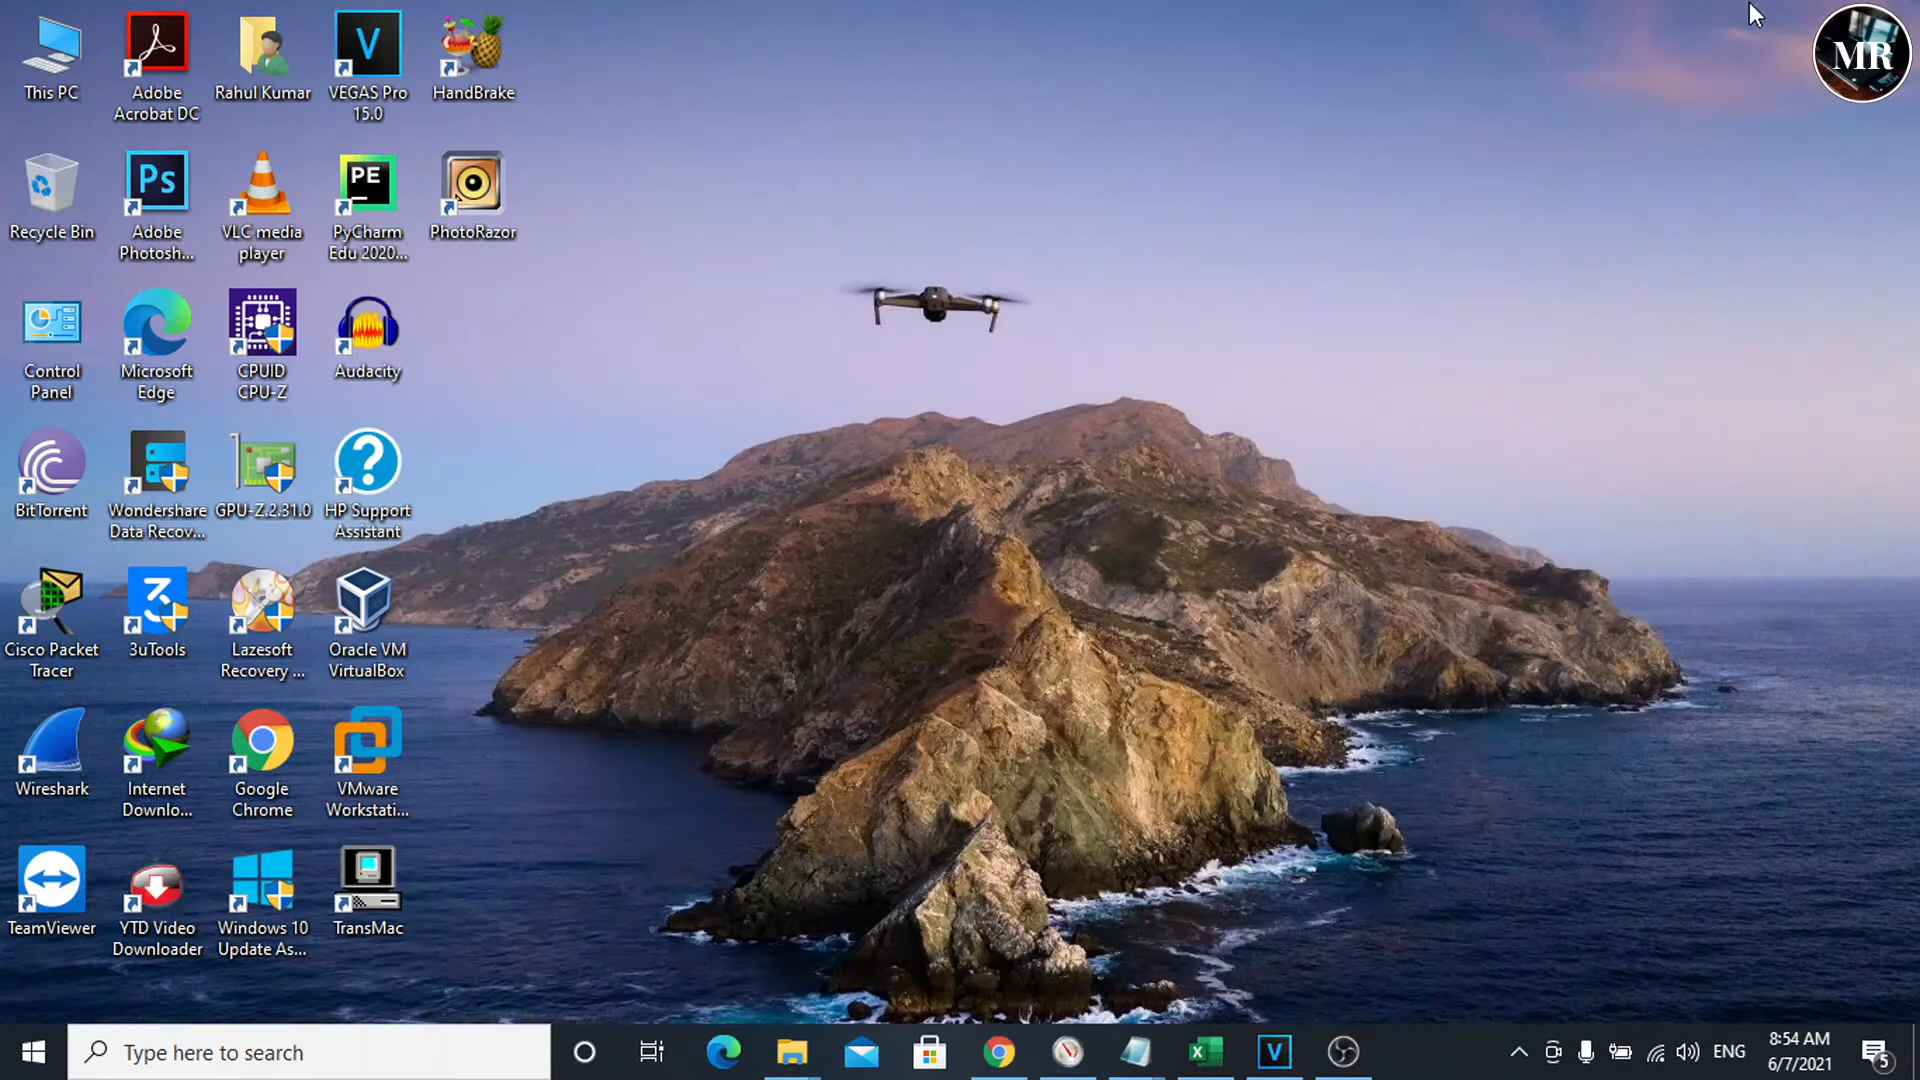 This PC
Adobe
Acrobat DC
Rahul Kumar
VEGAS Pro
15.0
HandBrake
Recycle Bin
Adobe
Photosh...
VLC media
player
PyCharm
Edu 2020...
PhotoRazor
Control
Panel
Microsoft
Edge
CPUID
CPU-Z
Audacity
BitTorrent
Wondershare
Data Recov...
GPU-Z.2.31.0
HP Support
Assistant
Cisco Packet
Tracer
3uTools
Lazesoft
Recovery ...
Oracle VM
VirtualBox
Wireshark
Internet
Downlo...
Google
Chrome
VMware
Workstati...
TeamViewer
YTD Video
Downloader
Windows 10
Update As...
TransMac
Ps
V
PE
MR
Type here to search
V
ENG
8:54 AM
6/7/2021
5